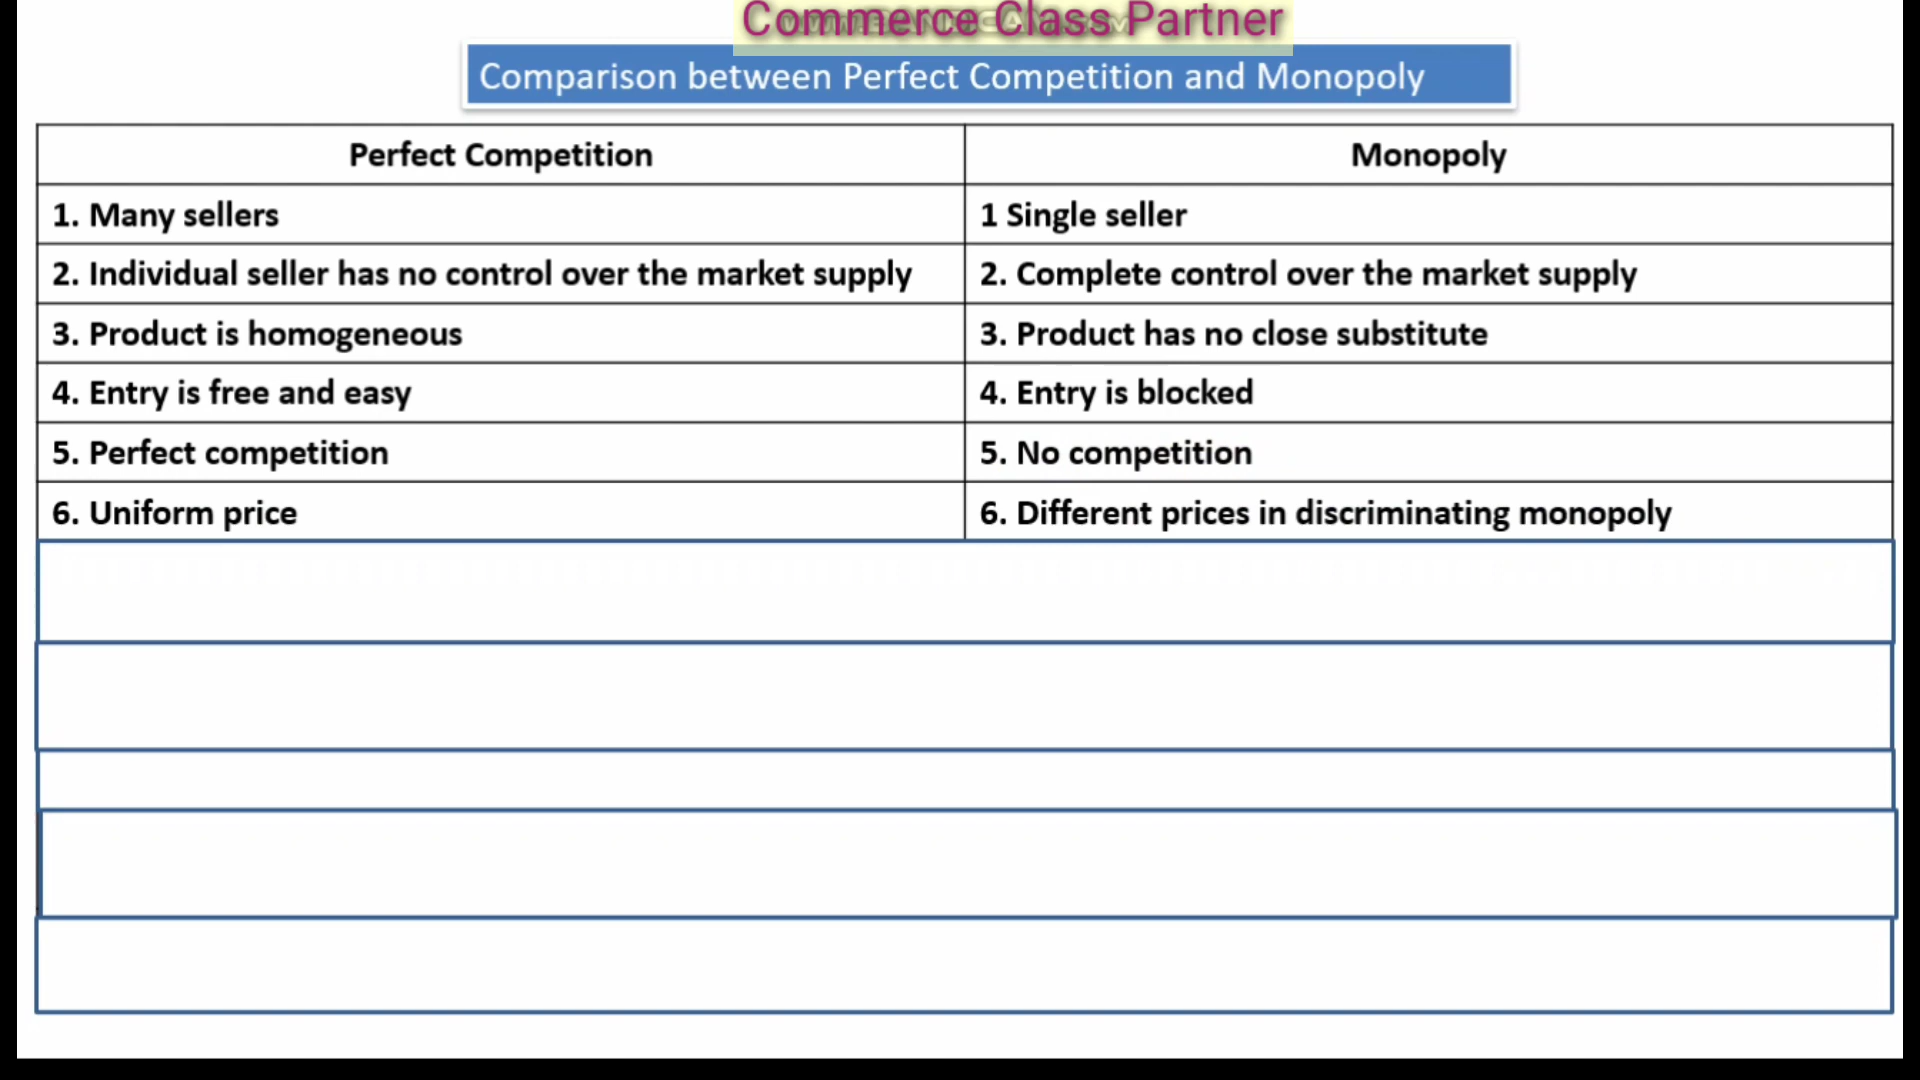 Commerce Class Partner
Comparison between Perfect Competition and Monopoly
Perfect Competition
Monopoly
1. Many sellers
1 Single seller
2. Individual seller has no control over the market supply
2. Complete control over the market supply
3. Product is homogeneous
3. Product has no close substitute
4. Entry is free and easy
4. Entry is blocked
5. Perfect competition
5. No competition
6. Uniform price
6. Different prices in discriminating monopoly